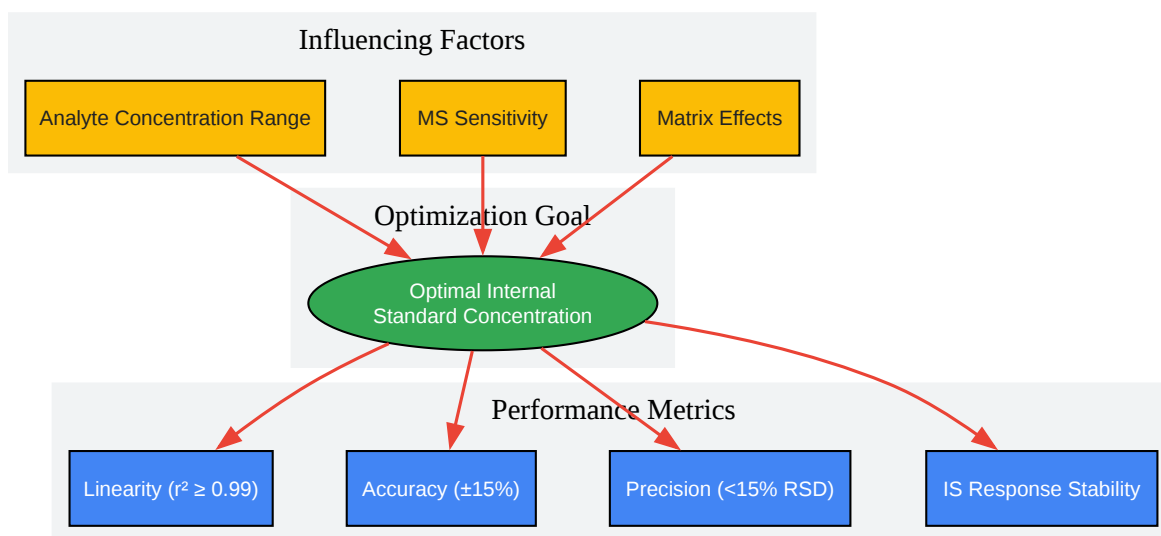 Influencing Factors
Analyte Concentration Range
MS Sensitivity
Matrix Effects
Optimization Goal
Optimal Internal
Standard Concentration
Performance Metrics
Linearity (r² ≥ 0.99)
Accuracy (±15%)
Precision (<15% RSD)
IS Response Stability